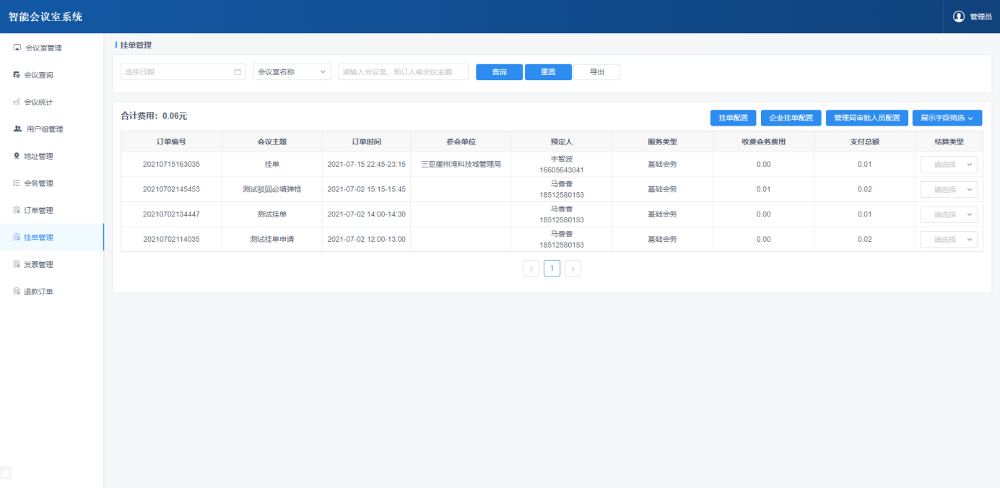 智能会议室系统
管理员
会议室管理
会议查询
会议统计
用户组管理
地址管理
会务管理
订单管理
挂单管理
发票管理
退款订单
挂单管理
选择日期 会议室名称 请输入会议室、预订人或会议主题 查询 重置 导出
合计费用：0.06元 挂单配置 企业挂单配置 管理局审批人员配置 展示字段筛选
订单编号 会议主题 订单时间 参会单位 预定人 服务类型 收费会务费用 支付总额 结算类型
20210715163035 挂单 2021-07-15 22:45-23:15 三亚崖州湾科技城管理局 宇智波 基础会务 0.00 0.01 请选择
16605643041
20210702145453 测试驳回必填弹框 2021-07-02 15:15-15:45 马香香 基础会务 0.01 0.02 请选择
18512580153
20210702134447 测试挂单 2021-07-02 14:00-14:30 马香香 基础会务 0.00 0.01 请选择
18512580153
20210702114035 测试挂单申请 2021-07-02 12:00-13:00 马香香 基础会务 0.00 0.02 请选择
18512580153
1